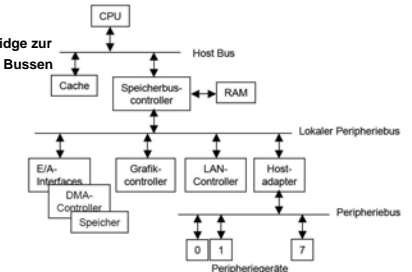 CPU
idge zur
Bussen
Host Bus
Cache
Speicherbus-
controller
RAM
Lokaler Peripheriebus
E/A-
Interfaces
Grafik-
controller
LAN-
Controller
Host-
adapter
DMA-
Controller
Speicher
Peripheriebus
0
1
7
Peripheriegeräte